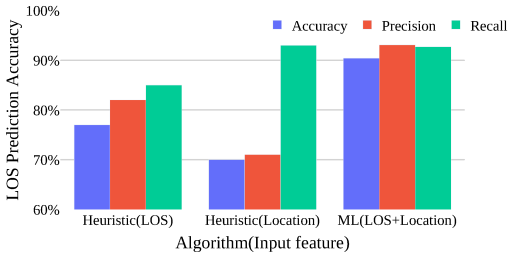 100%
Accuracy Precision Recall
90%
80%
70%
60%
LOS Prediction Accuracy
Heuristic(LOS) Heuristic(Location) ML(LOS+Location)
Algorithm(Input feature)